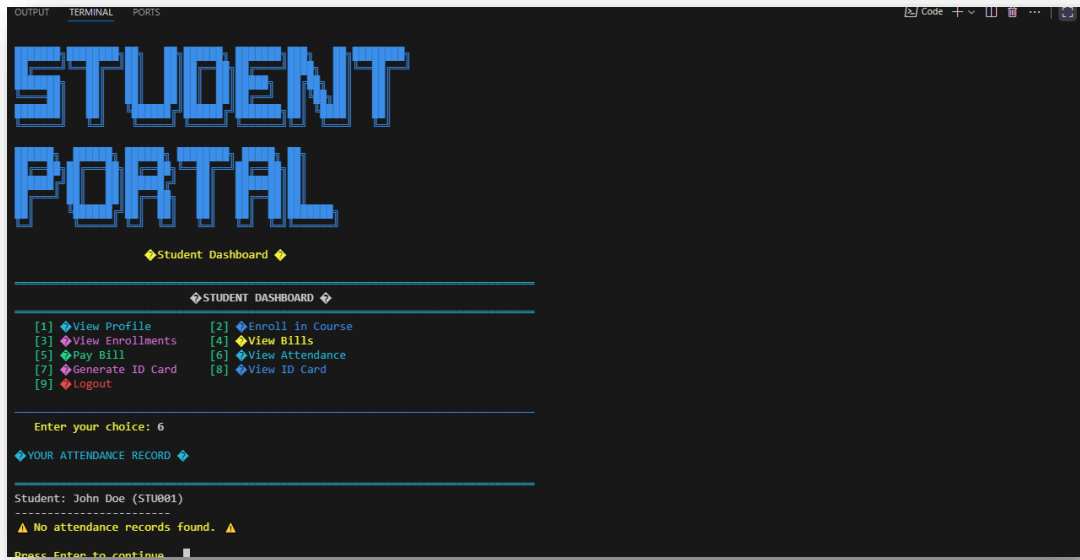 OUTPUT TERMINAL PORTS Code
STUDENT
PORTAL
�Student Dashboard �
�STUDENT DASHBOARD �
[1] �View Profile [2] �Enroll in Course
[3] �View Enrollments [4] �View Bills
[5] �Pay Bill [6] �View Attendance
[7] �Generate ID Card [8] �View ID Card
[9] �Logout
Enter your choice: 6
�YOUR ATTENDANCE RECORD �
Student: John Doe (STU001)
------------------------
⚠ No attendance records found. ⚠
Press Enter to continue